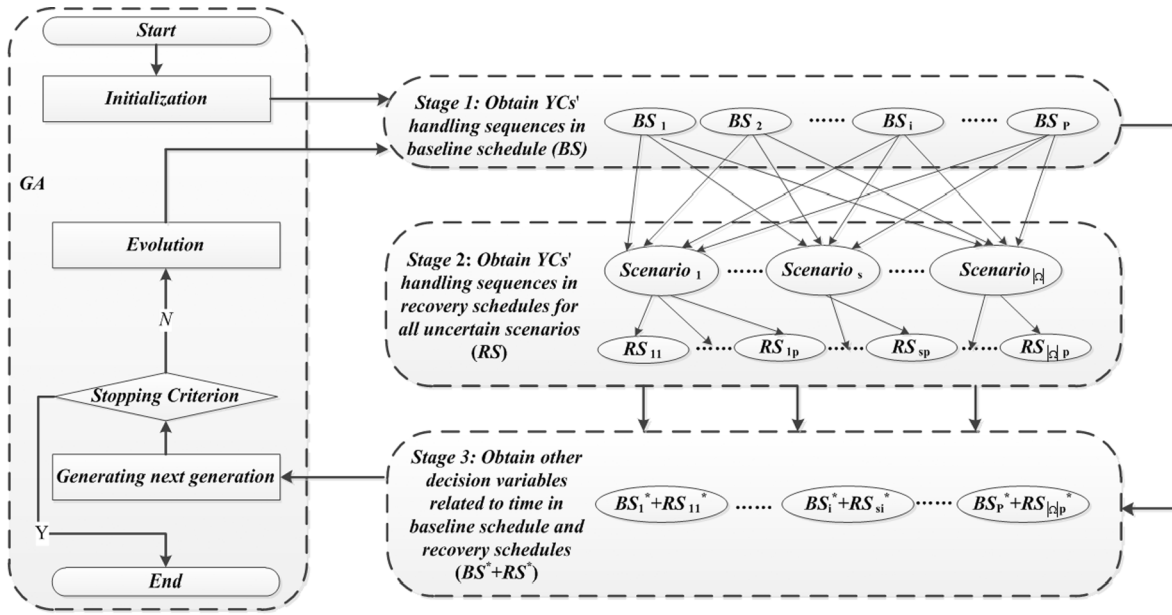 Start
Initialization
GA
Evolution
N
Stopping Criterion
Generating next generation
Y
End
Stage 1: Obtain YCs'
handling sequences in
baseline schedule (BS)
BS 1
BS 2
......
BS i
......
BS P
Stage 2: Obtain YCs'
handling sequences in
recovery schedules for
all uncertain scenarios
(RS)
Scenario 1
......
Scenario s
......
Scenario |Ω|
RS 11
......
RS 1p
......
RS sp
......
RS |Ω| p
Stage 3: Obtain other
decision variables
related to time in
baseline schedule and
recovery schedules
(BS*+RS*)
BS1*+RS11*
......
BSi*+RSsi*
......
BSP*+RS|Ω|p*